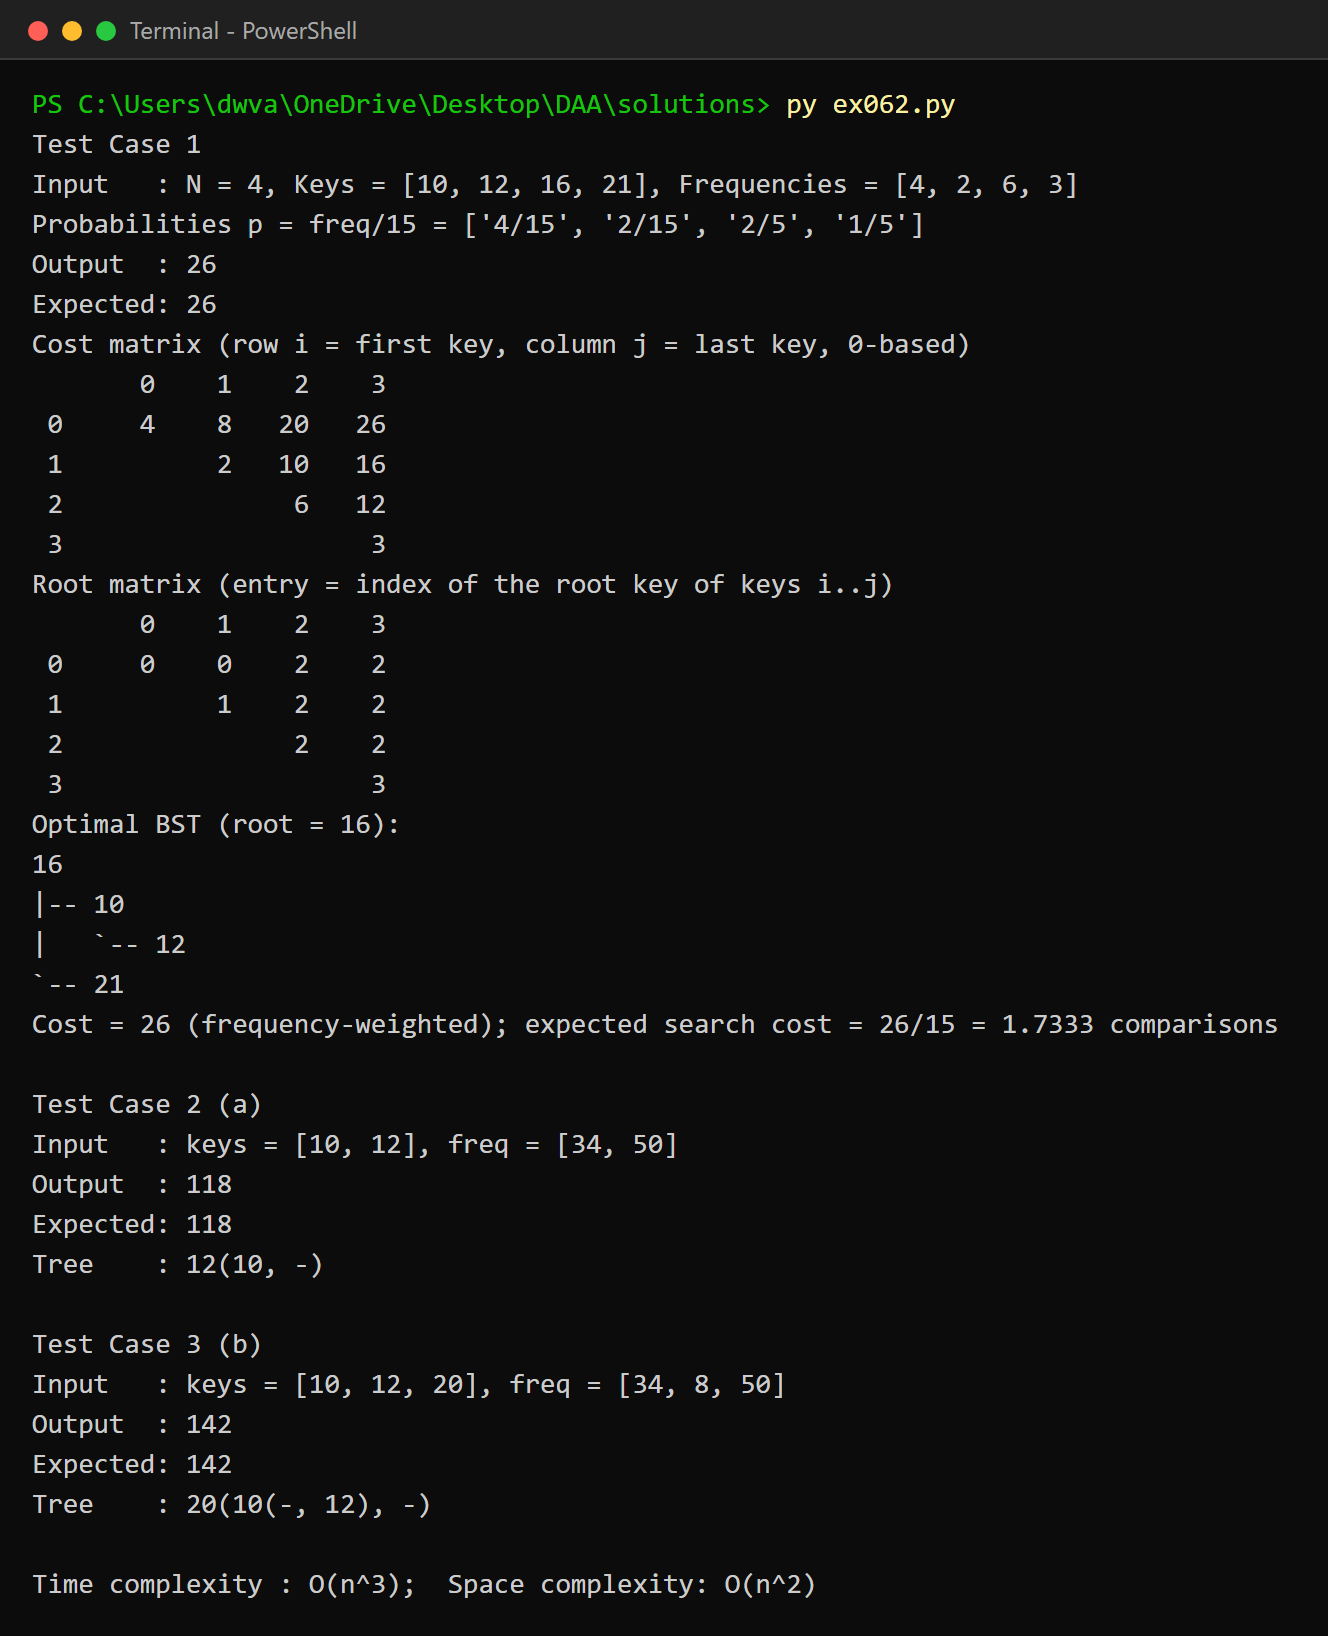 Terminal - PowerShell
PS C:\Users\dwva\OneDrive\Desktop\DAA\solutions> py ex062.py
Test Case 1
Input   : N = 4, Keys = [10, 12, 16, 21], Frequencies = [4, 2, 6, 3]
Probabilities p = freq/15 = ['4/15', '2/15', '2/5', '1/5']
Output  : 26
Expected: 26
Cost matrix (row i = first key, column j = last key, 0-based)
       0    1    2    3
 0     4    8   20   26
 1          2   10   16
 2               6   12
 3                    3
Root matrix (entry = index of the root key of keys i..j)
       0    1    2    3
 0     0    0    2    2
 1          1    2    2
 2               2    2
 3                    3
Optimal BST (root = 16):
16
|-- 10
|   `-- 12
`-- 21
Cost = 26 (frequency-weighted); expected search cost = 26/15 = 1.7333 comparisons

Test Case 2 (a)
Input   : keys = [10, 12], freq = [34, 50]
Output  : 118
Expected: 118
Tree    : 12(10, -)

Test Case 3 (b)
Input   : keys = [10, 12, 20], freq = [34, 8, 50]
Output  : 142
Expected: 142
Tree    : 20(10(-, 12), -)

Time complexity : O(n^3);  Space complexity: O(n^2)